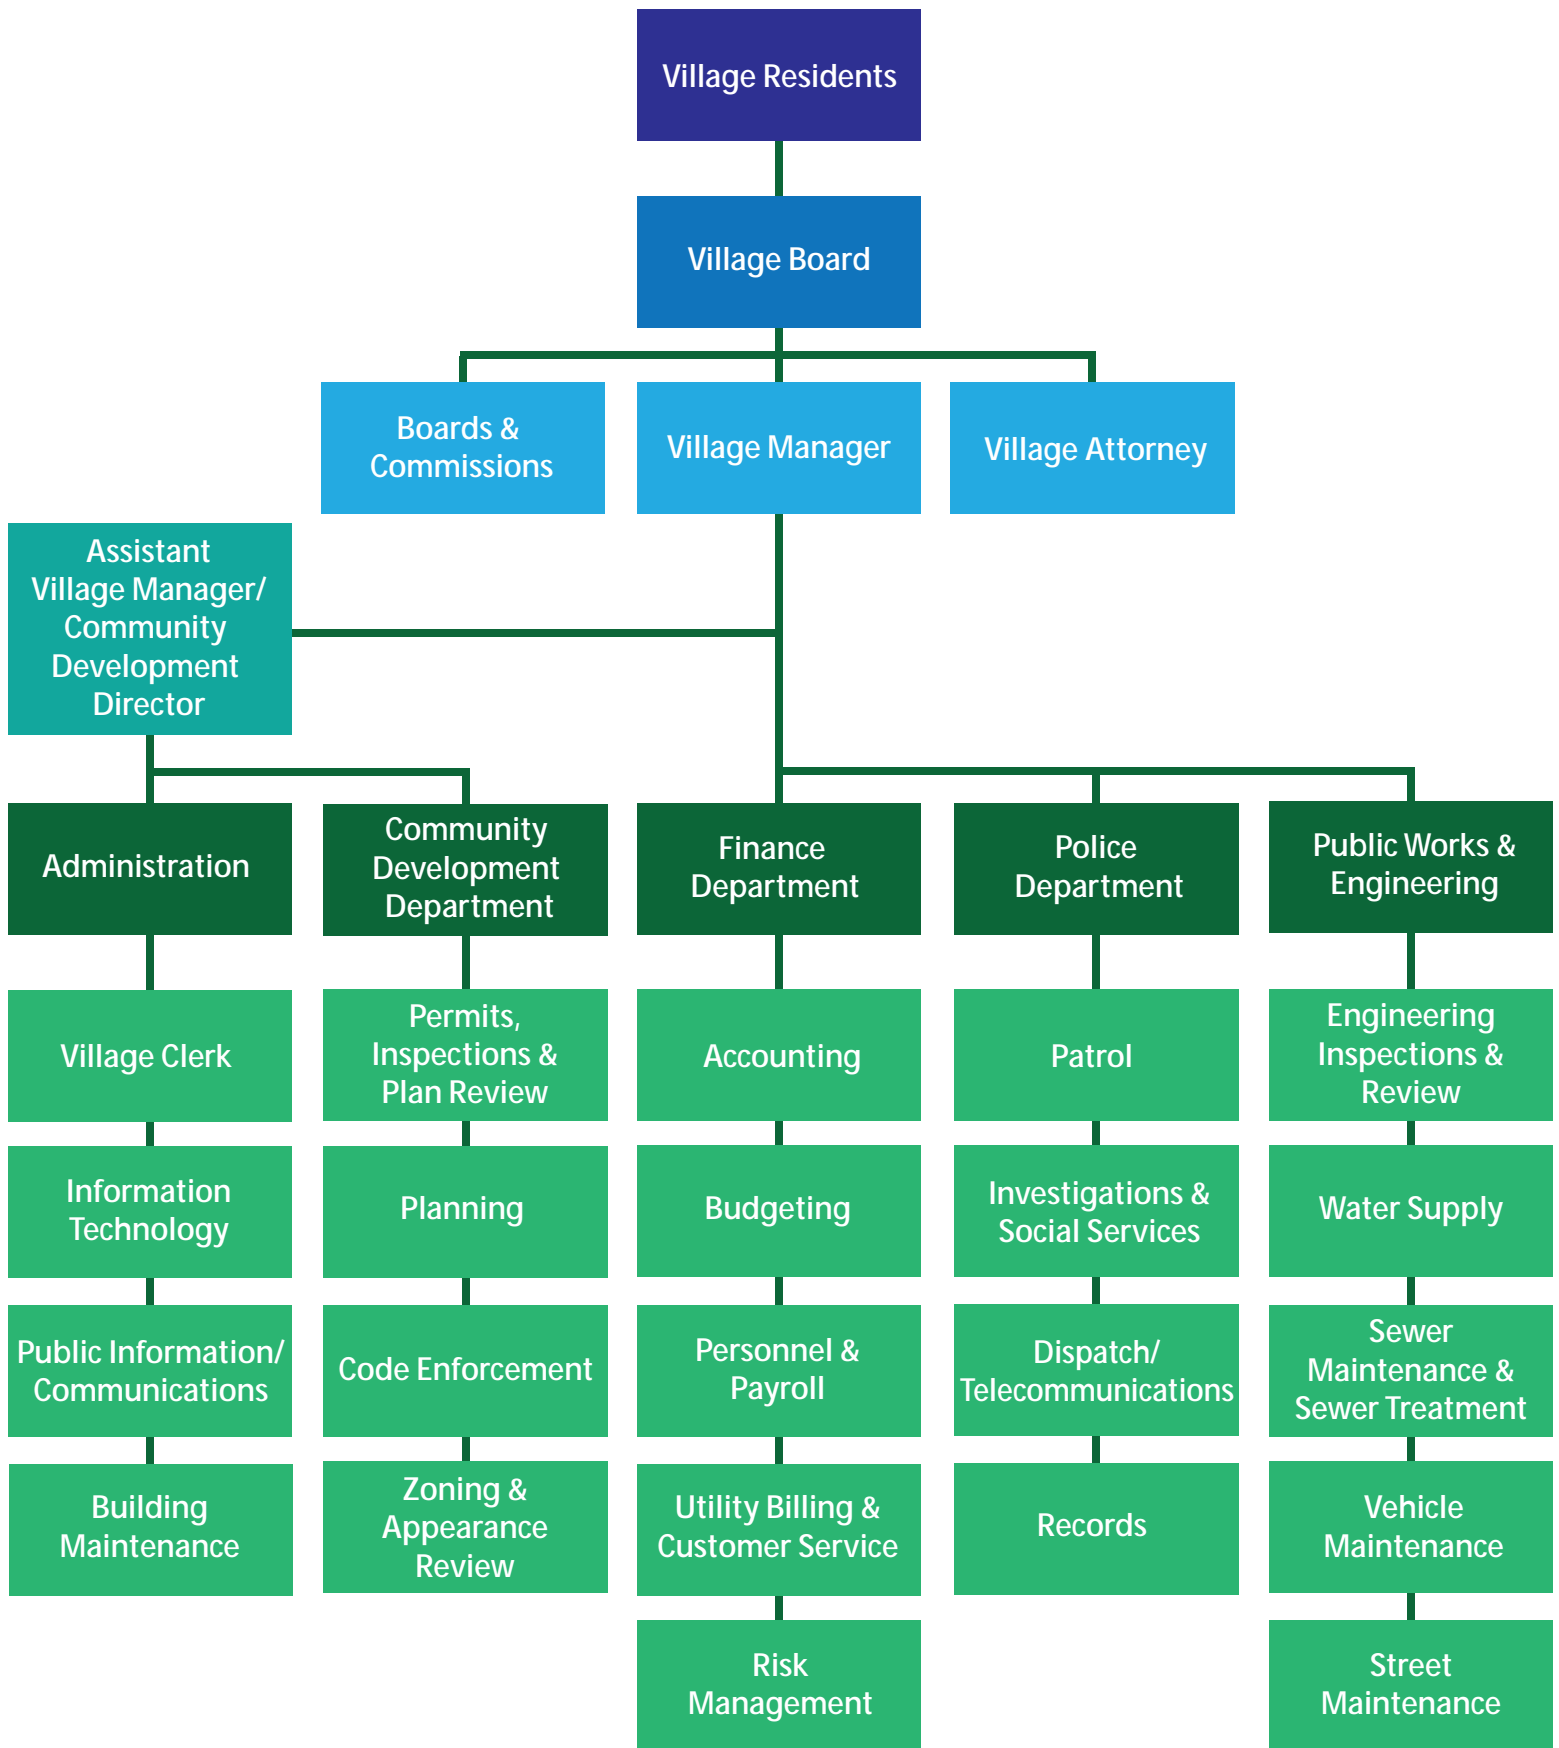 Village Residents
Village Board
Boards &
Commissions
Village Manager
Village Attorney
Assistant
Village Manager/
Community
Development
Director
Administration
Community
Development
Department
Finance
Department
Police
Department
Public Works &
Engineering
Village Clerk
Permits,
Inspections &
Plan Review
Accounting
Patrol
Engineering
Inspections &
Review
Information
Technology
Planning
Budgeting
Investigations &
Social Services
Water Supply
Public Information/
Communications
Code Enforcement
Personnel &
Payroll
Dispatch/
Telecommunications
Sewer
Maintenance &
Sewer Treatment
Building
Maintenance
Zoning &
Appearance
Review
Utility Billing &
Customer Service
Records
Vehicle
Maintenance
Risk
Management
Street
Maintenance